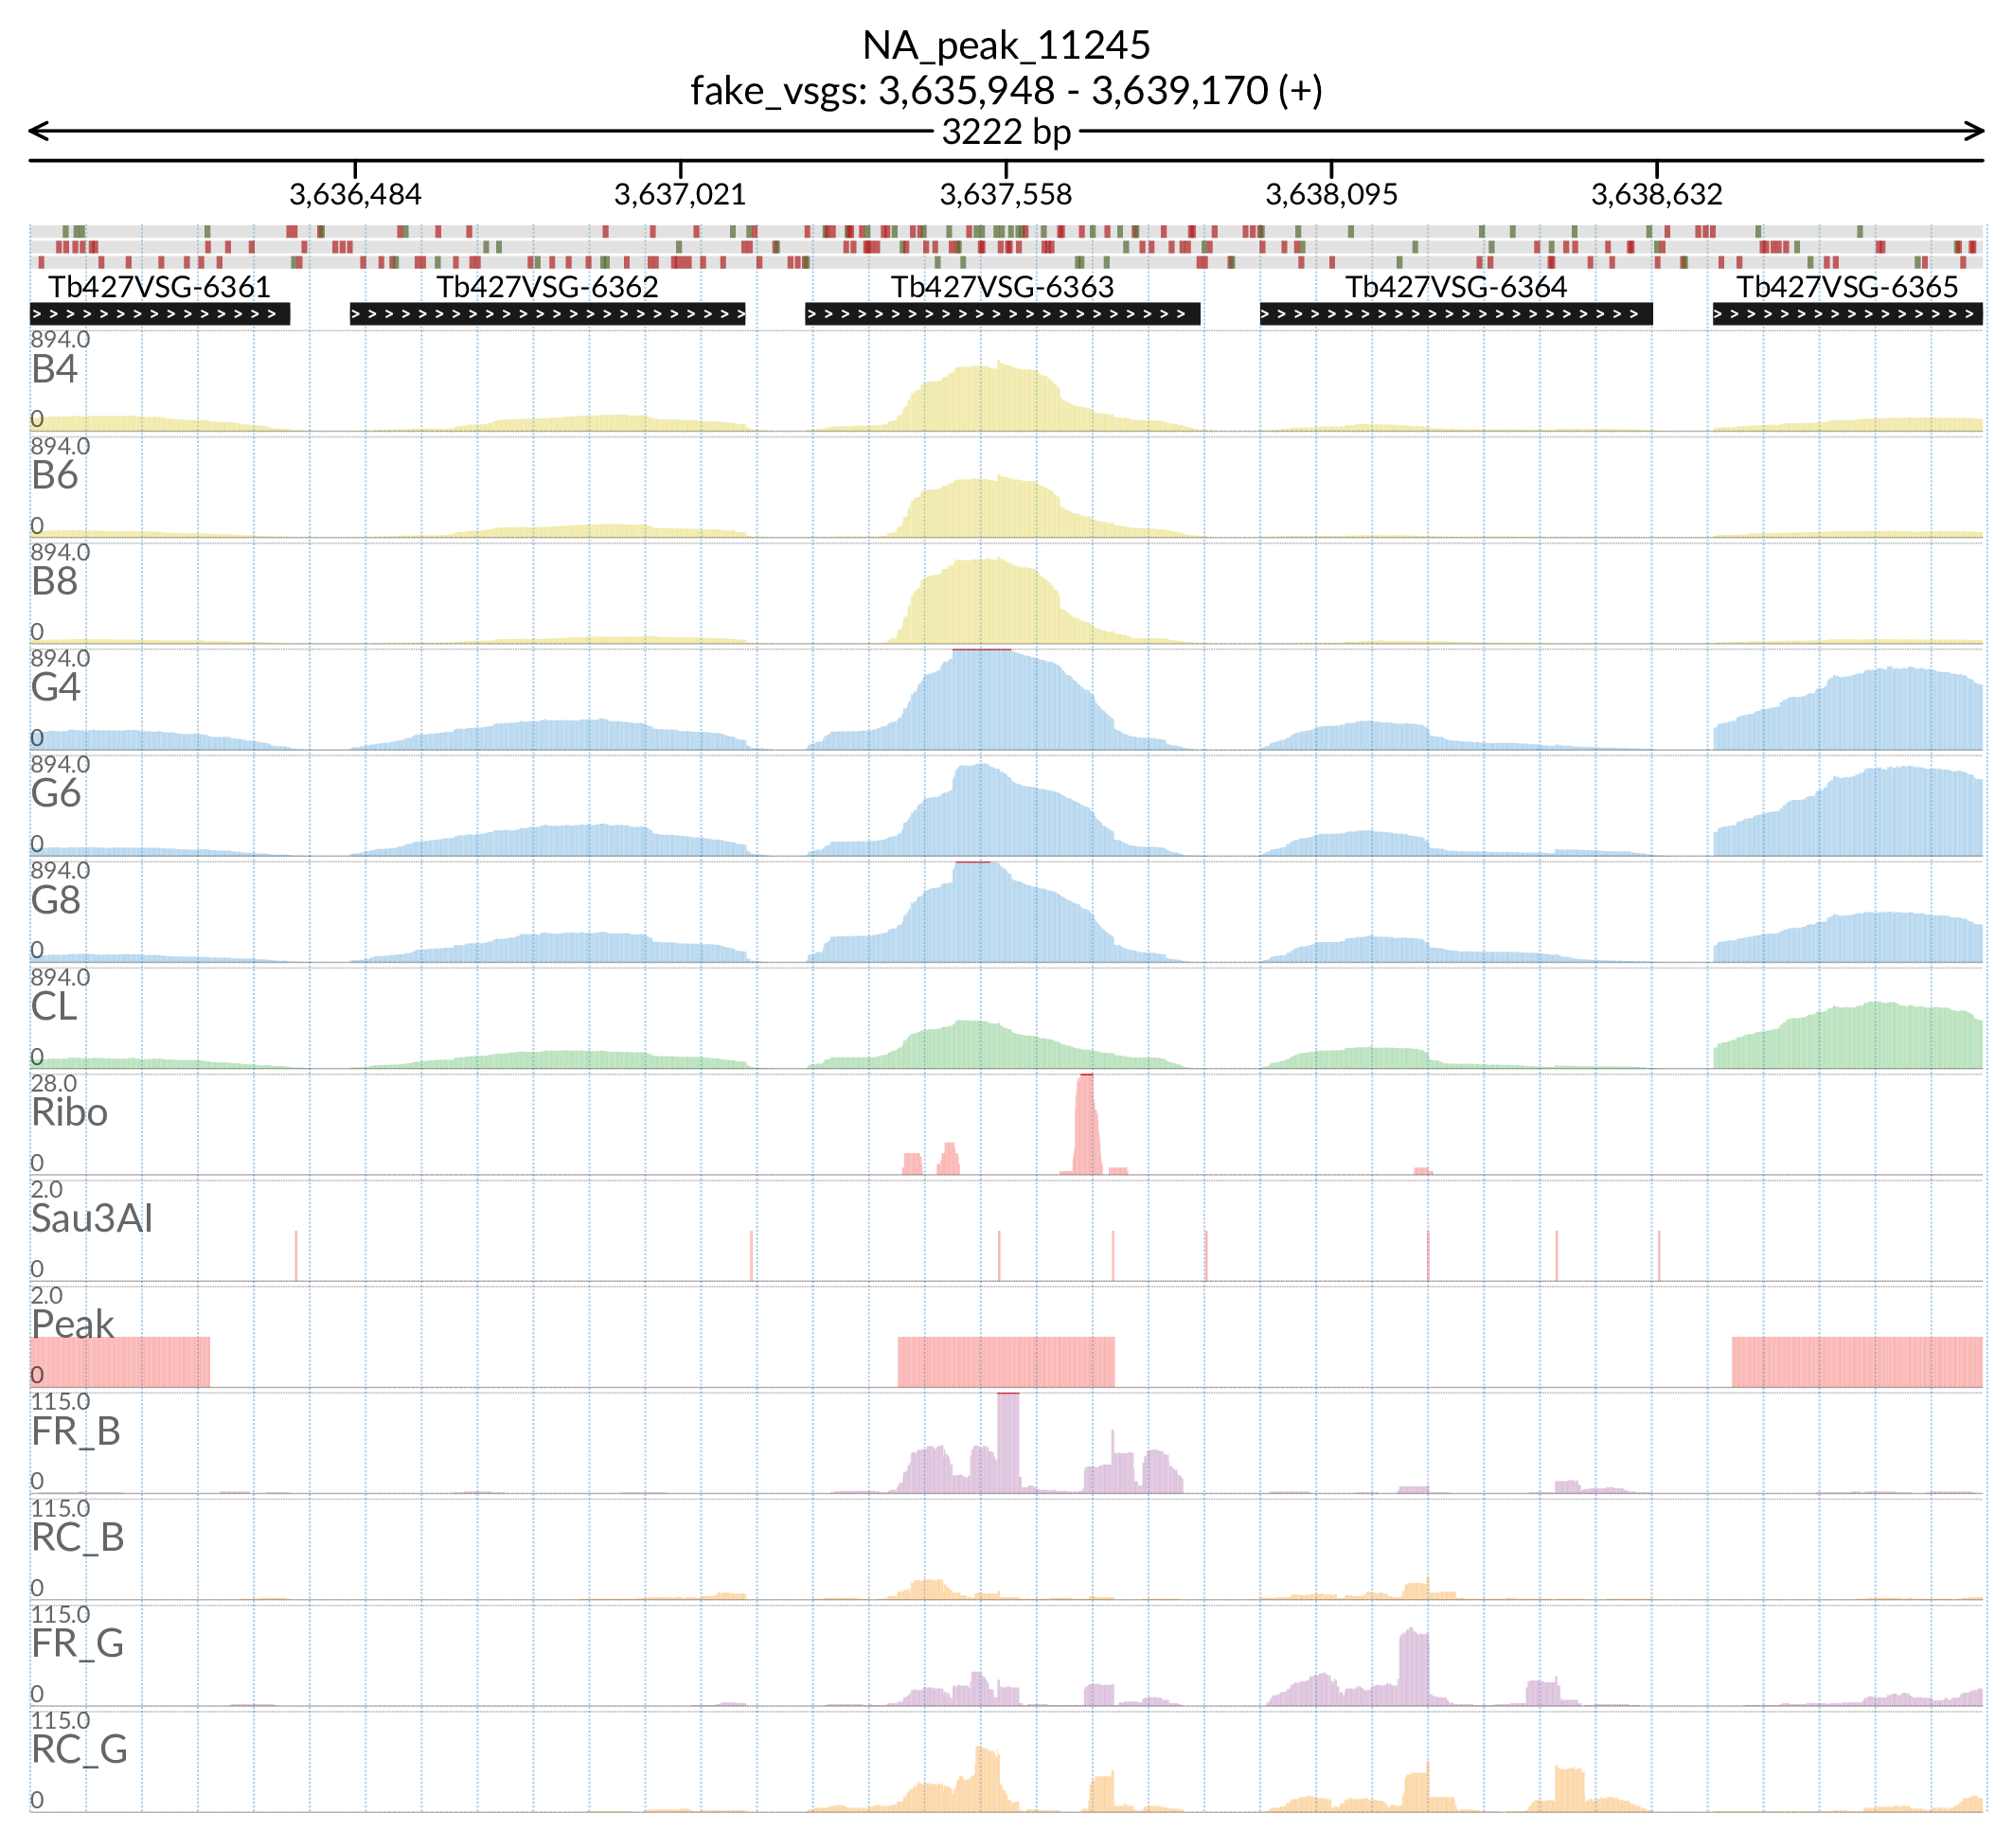 NA_peak_11245
fake_vsgs: 3,635,948 - 3,639,170 (+)
3222 bp
3,636,484 3,637,021 3,637,558 3,638,095 3,638,632
Tb427VSG-6361 Tb427VSG-6362 Tb427VSG-6363 Tb427VSG-6364 Tb427VSG-6365
894.0
B4
0
894.0
B6
0
894.0
B8
0
894.0
G4
0
894.0
G6
0
894.0
G8
0
894.0
CL
0
28.0
Ribo
0
2.0
Sau3AI
0
2.0
Peak
0
115.0
FR_B
0
115.0
RC_B
0
115.0
FR_G
0
115.0
RC_G
0